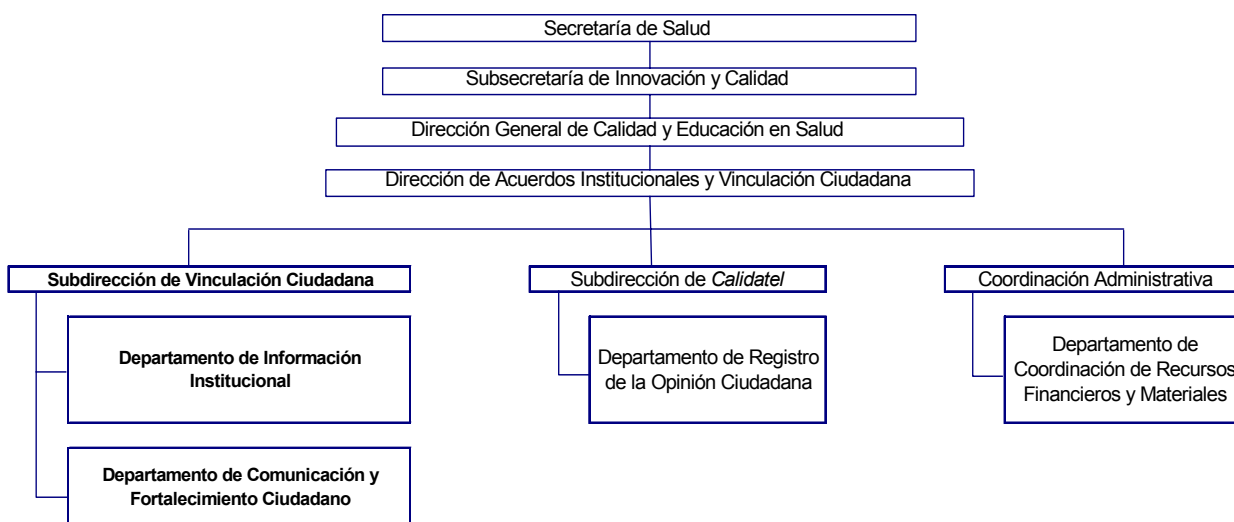 Secretaría de Salud
Subsecretaría de Innovación y Calidad
Dirección General de Calidad y Educación en Salud
Dirección de Acuerdos Institucionales y Vinculación Ciudadana
Subdirección de Vinculación Ciudadana
Subdirección de Calidatel
Coordinación Administrativa
Departamento de Información
Institucional
Departamento de Registro
de la Opinión Ciudadana
Departamento de
Coordinación de Recursos
Financieros y Materiales
Departamento de Comunicación y
Fortalecimiento Ciudadano